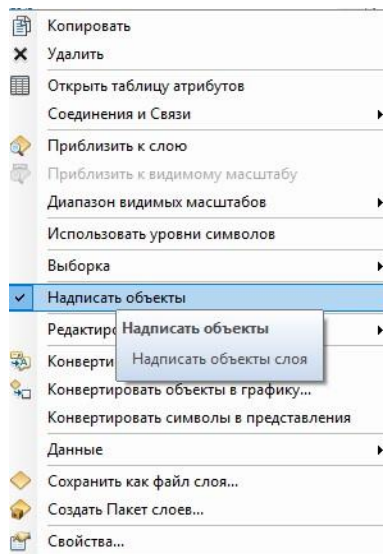 Копировать
Удалить
Открыть таблицу атрибутов
Соединения и Связи
Приблизить к слою
Приблизить к видимому масштабу
Диапазон видимых масштабов
Использовать уровни символов
Выборка
Надписать объекты
Надписать объекты
Надписать объекты слоя
Конвертировать объекты в графику...
Конвертировать символы в представления
Данные
Сохранить как файл слоя...
Создать Пакет слоев...
Свойства...